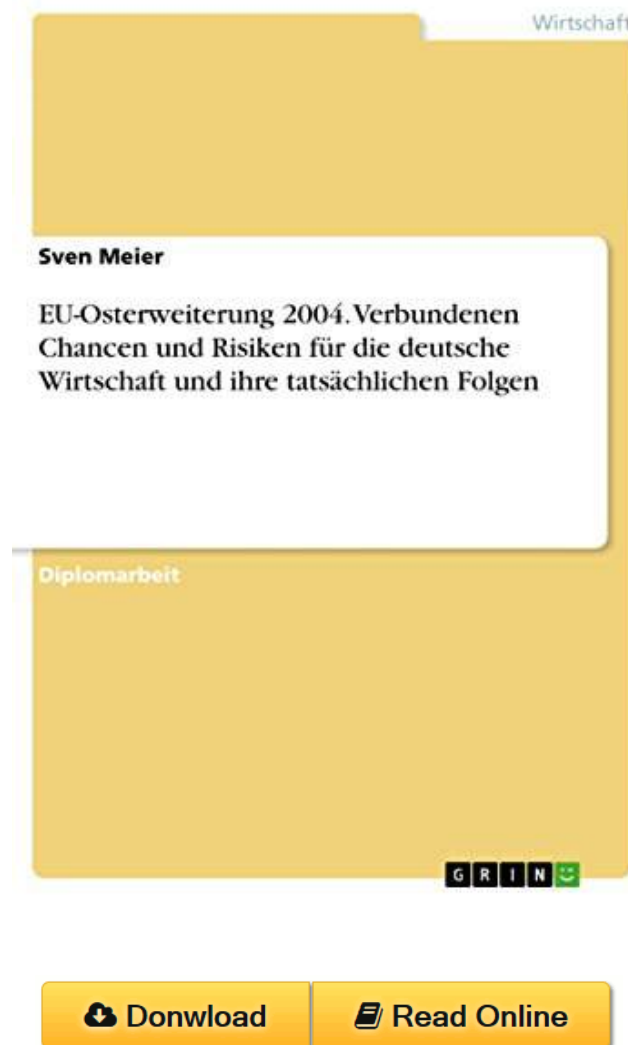 Wirtschaft
Sven Meier
EU-Osterweiterung 2004. Verbundenen
Chancen und Risiken für die deutsche
Wirtschaft und ihre tatsächlichen Folgen
Diplomarbeit
GRIN
Donwload
Read Online